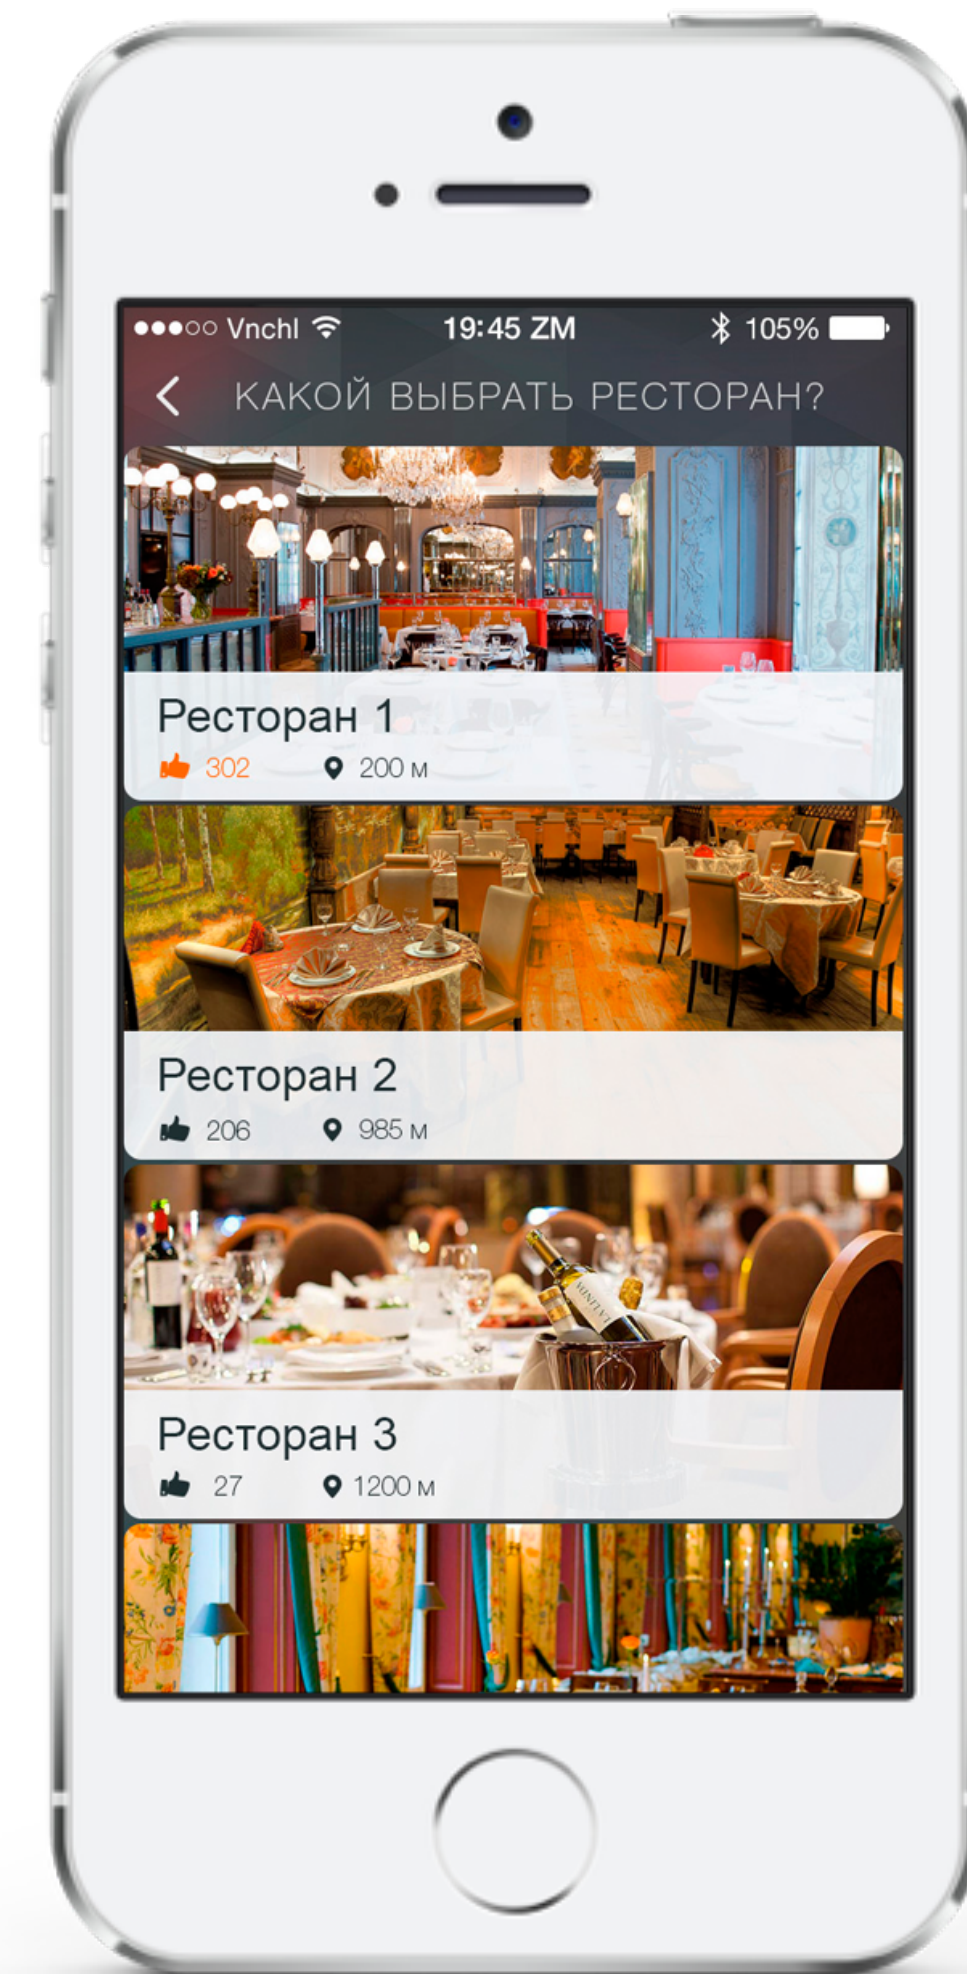 Vnchl 19:45 ZM 105%
КАКОЙ ВЫБРАТЬ РЕСТОРАН?
Ресторан 1
302 200 м
Ресторан 2
206 985 м
VALINDA
Ресторан 3
27 1200 м